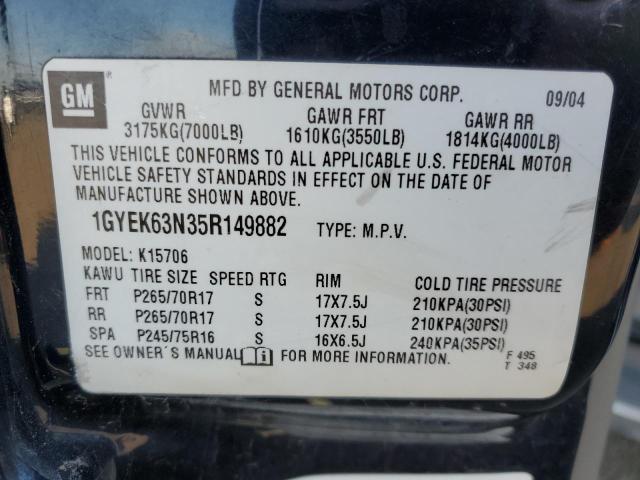 GM ®
MFD BY GENERAL MOTORS CORP. 09/04
GVWR GAWR FRT GAWR RR
3175KG(7000LB) 1610KG(3550LB) 1814KG(4000LB)
THIS VEHICLE CONFORMS TO ALL APPLICABLE U.S. FEDERAL MOTOR
VEHICLE SAFETY STANDARDS IN EFFECT ON THE DATE OF
MANUFACTURE SHOWN ABOVE.
1GYEK63N35R149882 TYPE: M.P.V.
MODEL: K15706
KAWU TIRE SIZE SPEED RTG RIM COLD TIRE PRESSURE
FRT P265/70R17 S 17X7.5J 210KPA(30PSI)
RR P265/70R17 S 17X7.5J 210KPA(30PSI)
SPA P245/75R16 S 16X6.5J 240KPA(35PSI)
SEE OWNER´S MANUAL FOR MORE INFORMATION. F 495
T 348